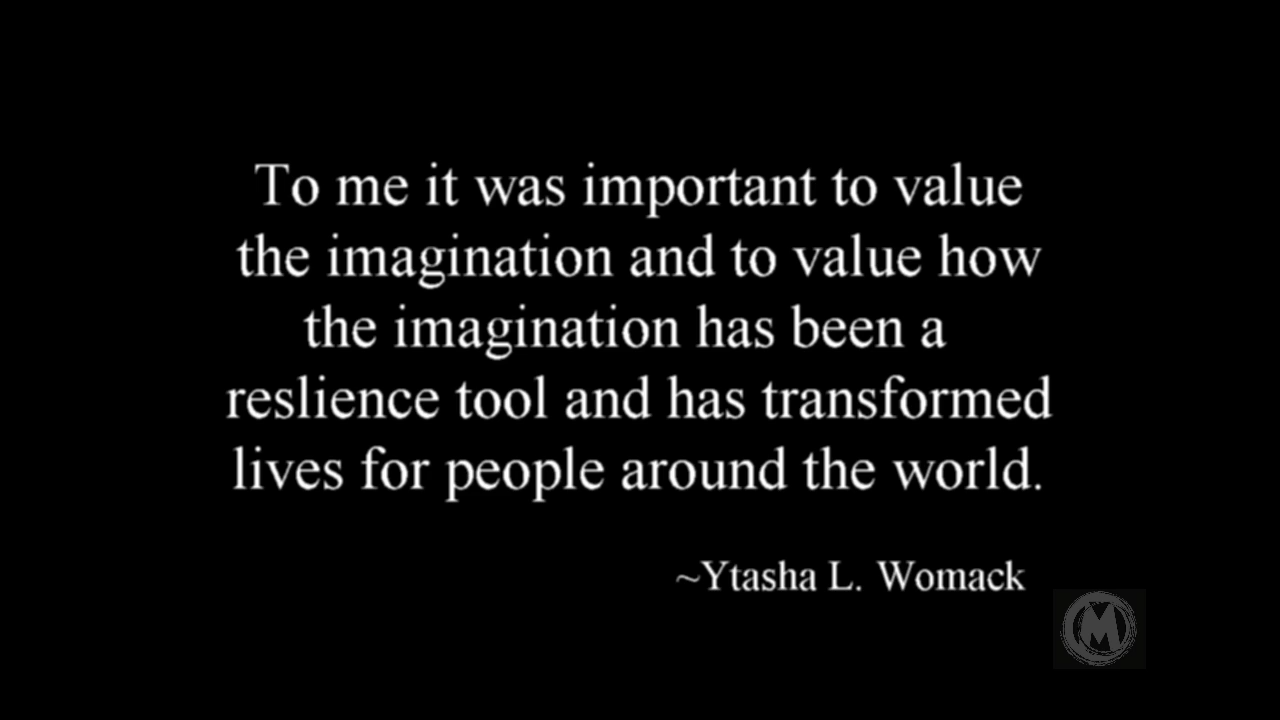 To me it was important to value
the imagination and to value how
the imagination has been a
reslience tool and has transformed
lives for people around the world.
~Ytasha L. Womack
M